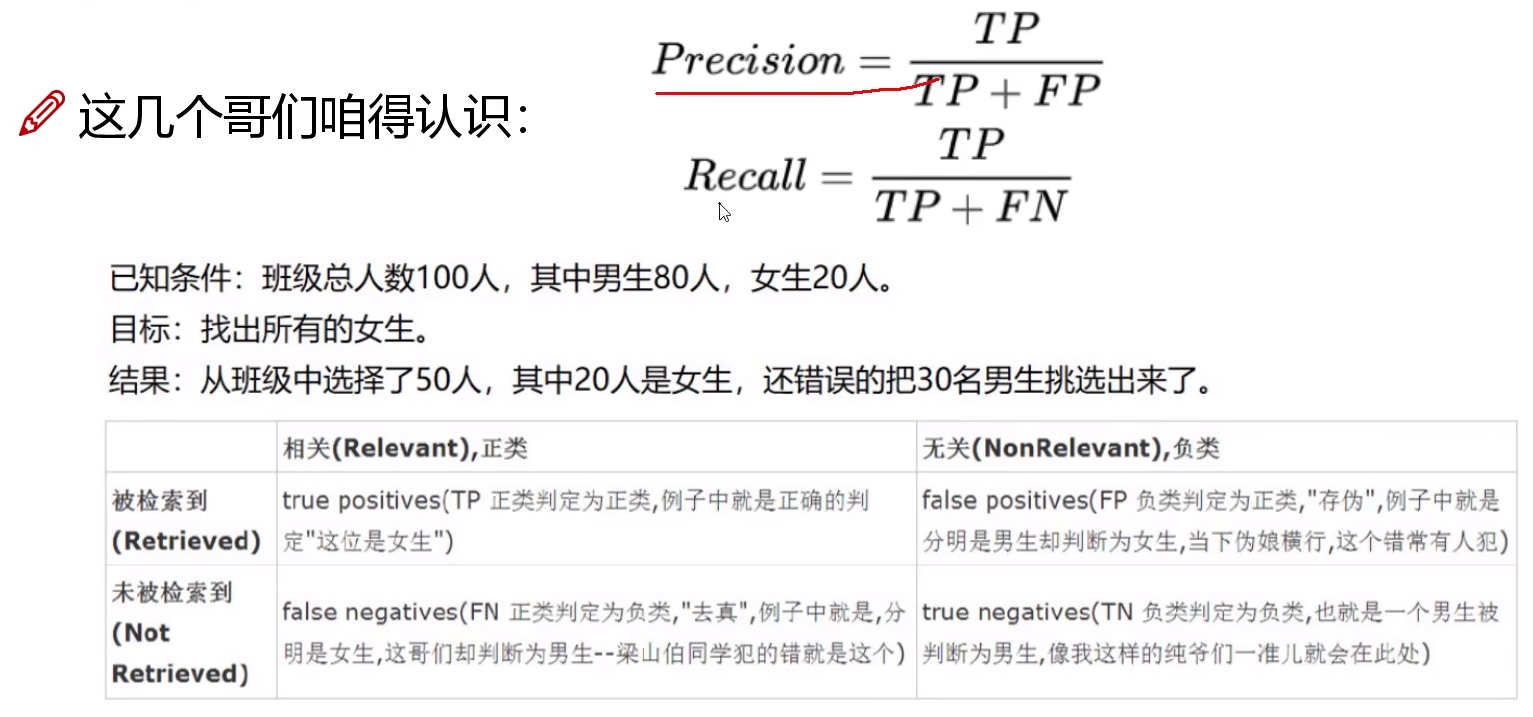 Precision = TP / (TP + FP)
这几个哥们咱得认识：
Recall = TP / (TP + FN)
已知条件：班级总人数100人，其中男生80人，女生20人。
目标：找出所有的女生。
结果：从班级中选择了50人，其中20人是女生，还错误的把30名男生挑选出来了。
相关(Relevant),正类
无关(NonRelevant),负类
被检索到
(Retrieved)
true positives(TP 正类判定为正类,例子中就是正确的判
定"这位是女生")
false positives(FP 负类判定为正类,"存伪",例子中就是
分明是男生却判断为女生,当下伪娘横行,这个错常有人犯)
未被检索到
(Not
Retrieved)
false negatives(FN 正类判定为负类,"去真",例子中就是,分
明是女生,这哥们却判断为男生--梁山伯同学犯的错就是这个)
true negatives(TN 负类判定为负类,也就是一个男生被
判断为男生,像我这样的纯爷们一准儿就会在此处)